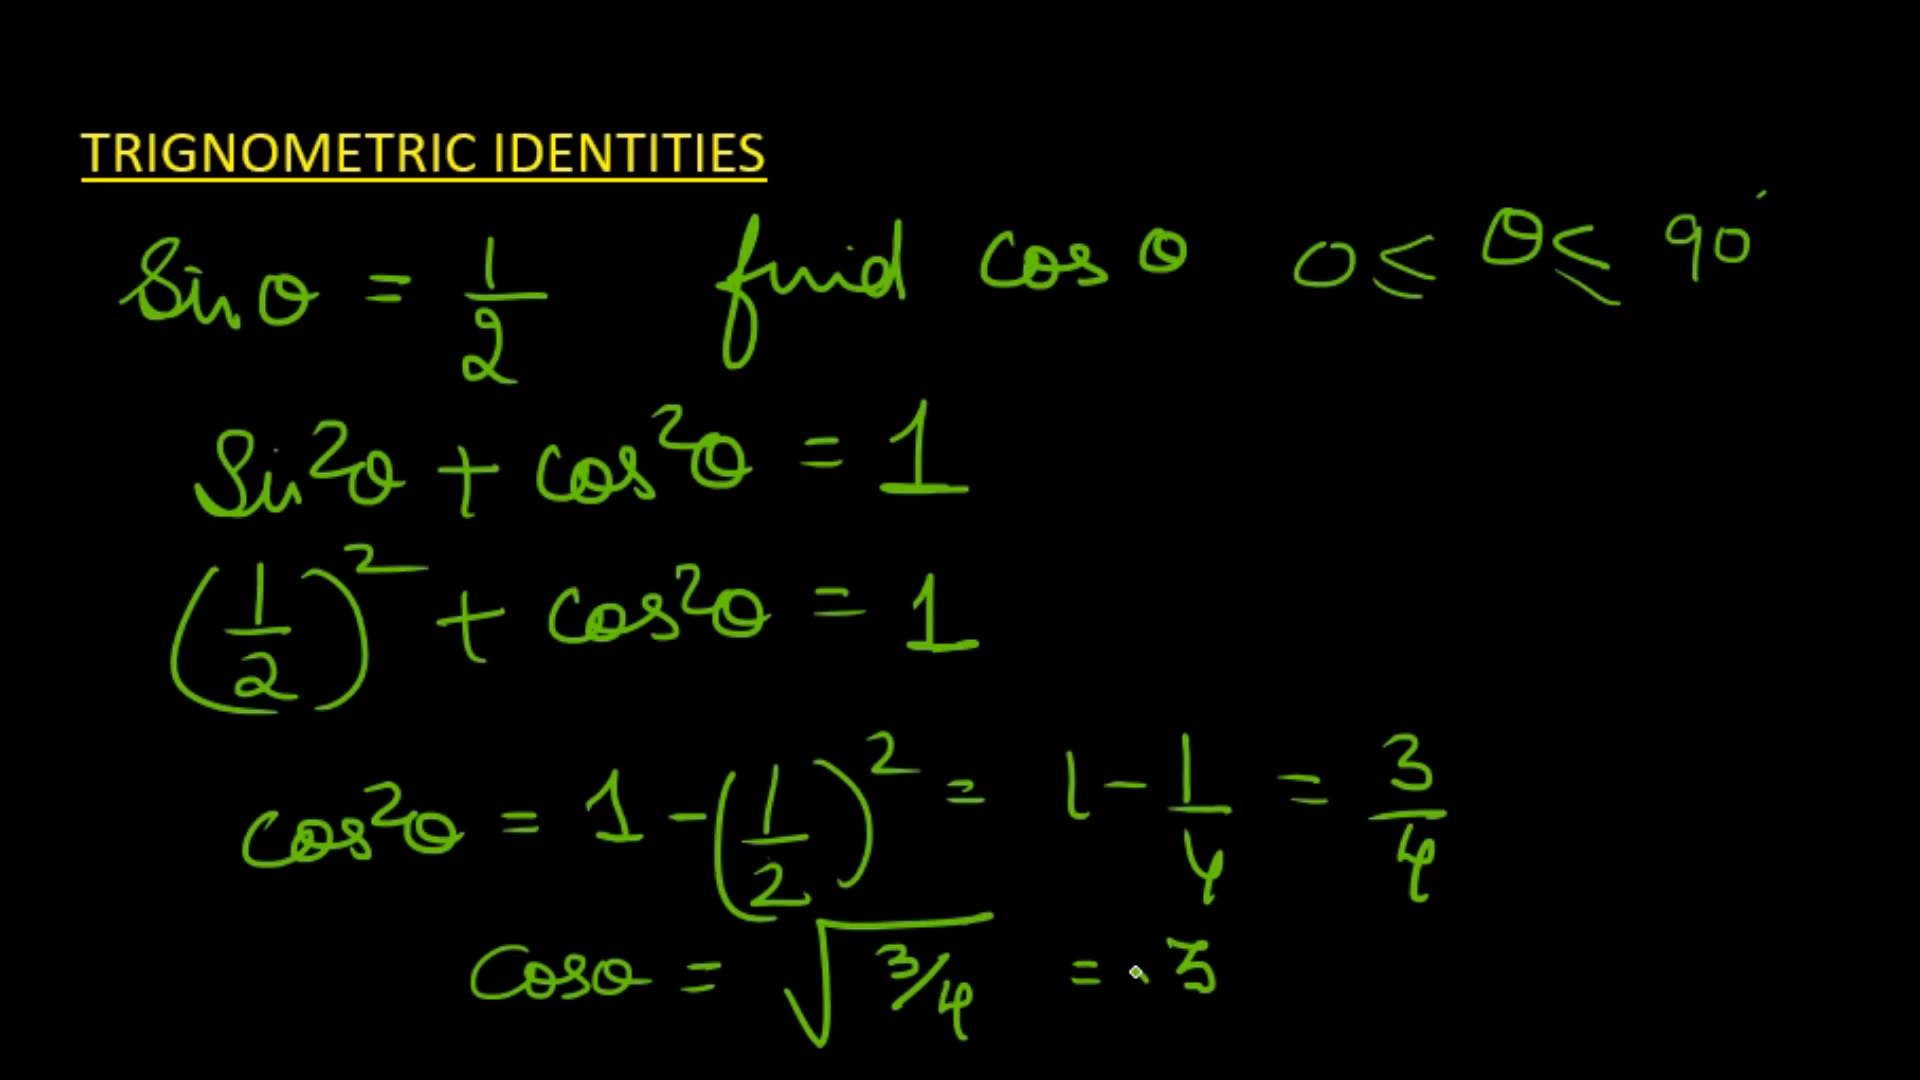 TRIGNOMETRIC IDENTITIES
Sin θ = 1/2 find cos θ 0 ≤ θ ≤ 90°
Sin²θ + cos²θ = 1
(1/2)² + cos²θ = 1
cos²θ = 1 - (1/2)² = 1 - 1/4 = 3/4
Cosθ = √3/4 = 3